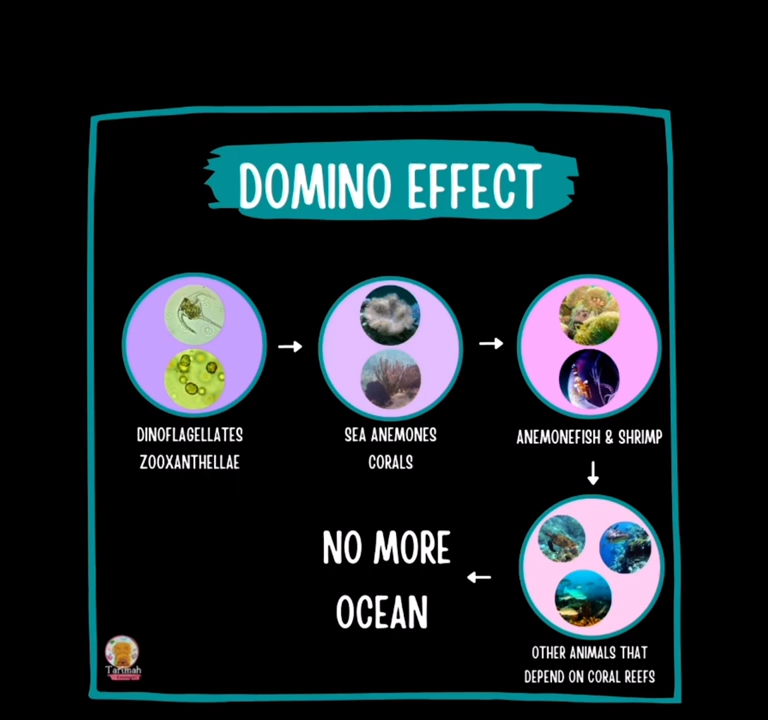 DOMINO EFFECT
DINOFLAGELLATES
ZOOXANTHELLAE
SEA ANEMONES
CORALS
ANEMONEFISH & SHRIMP
OTHER ANIMALS THAT
DEPEND ON CORAL REEFS
NO MORE
OCEAN